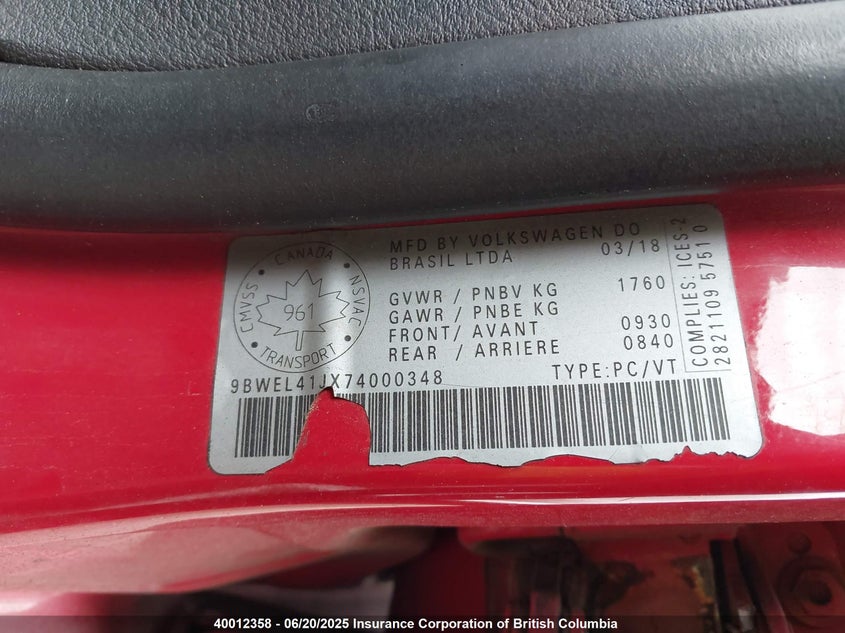 CANADA
CMVSS
NSVAC
961
TRANSPORT
MFD BY VOLKSWAGEN DO
BRASIL LTDA 03/18
GVWR / PNBV KG 1760
GAWR / PNBE KG
FRONT/ AVANT 0930
REAR / ARRIERE 0840
9BWEL41JX74000348 TYPE:PC/VT
COMPLIES: ICES-2
2821109 5751 0
40012358 - 06/20/2025 Insurance Corporation of British Columbia